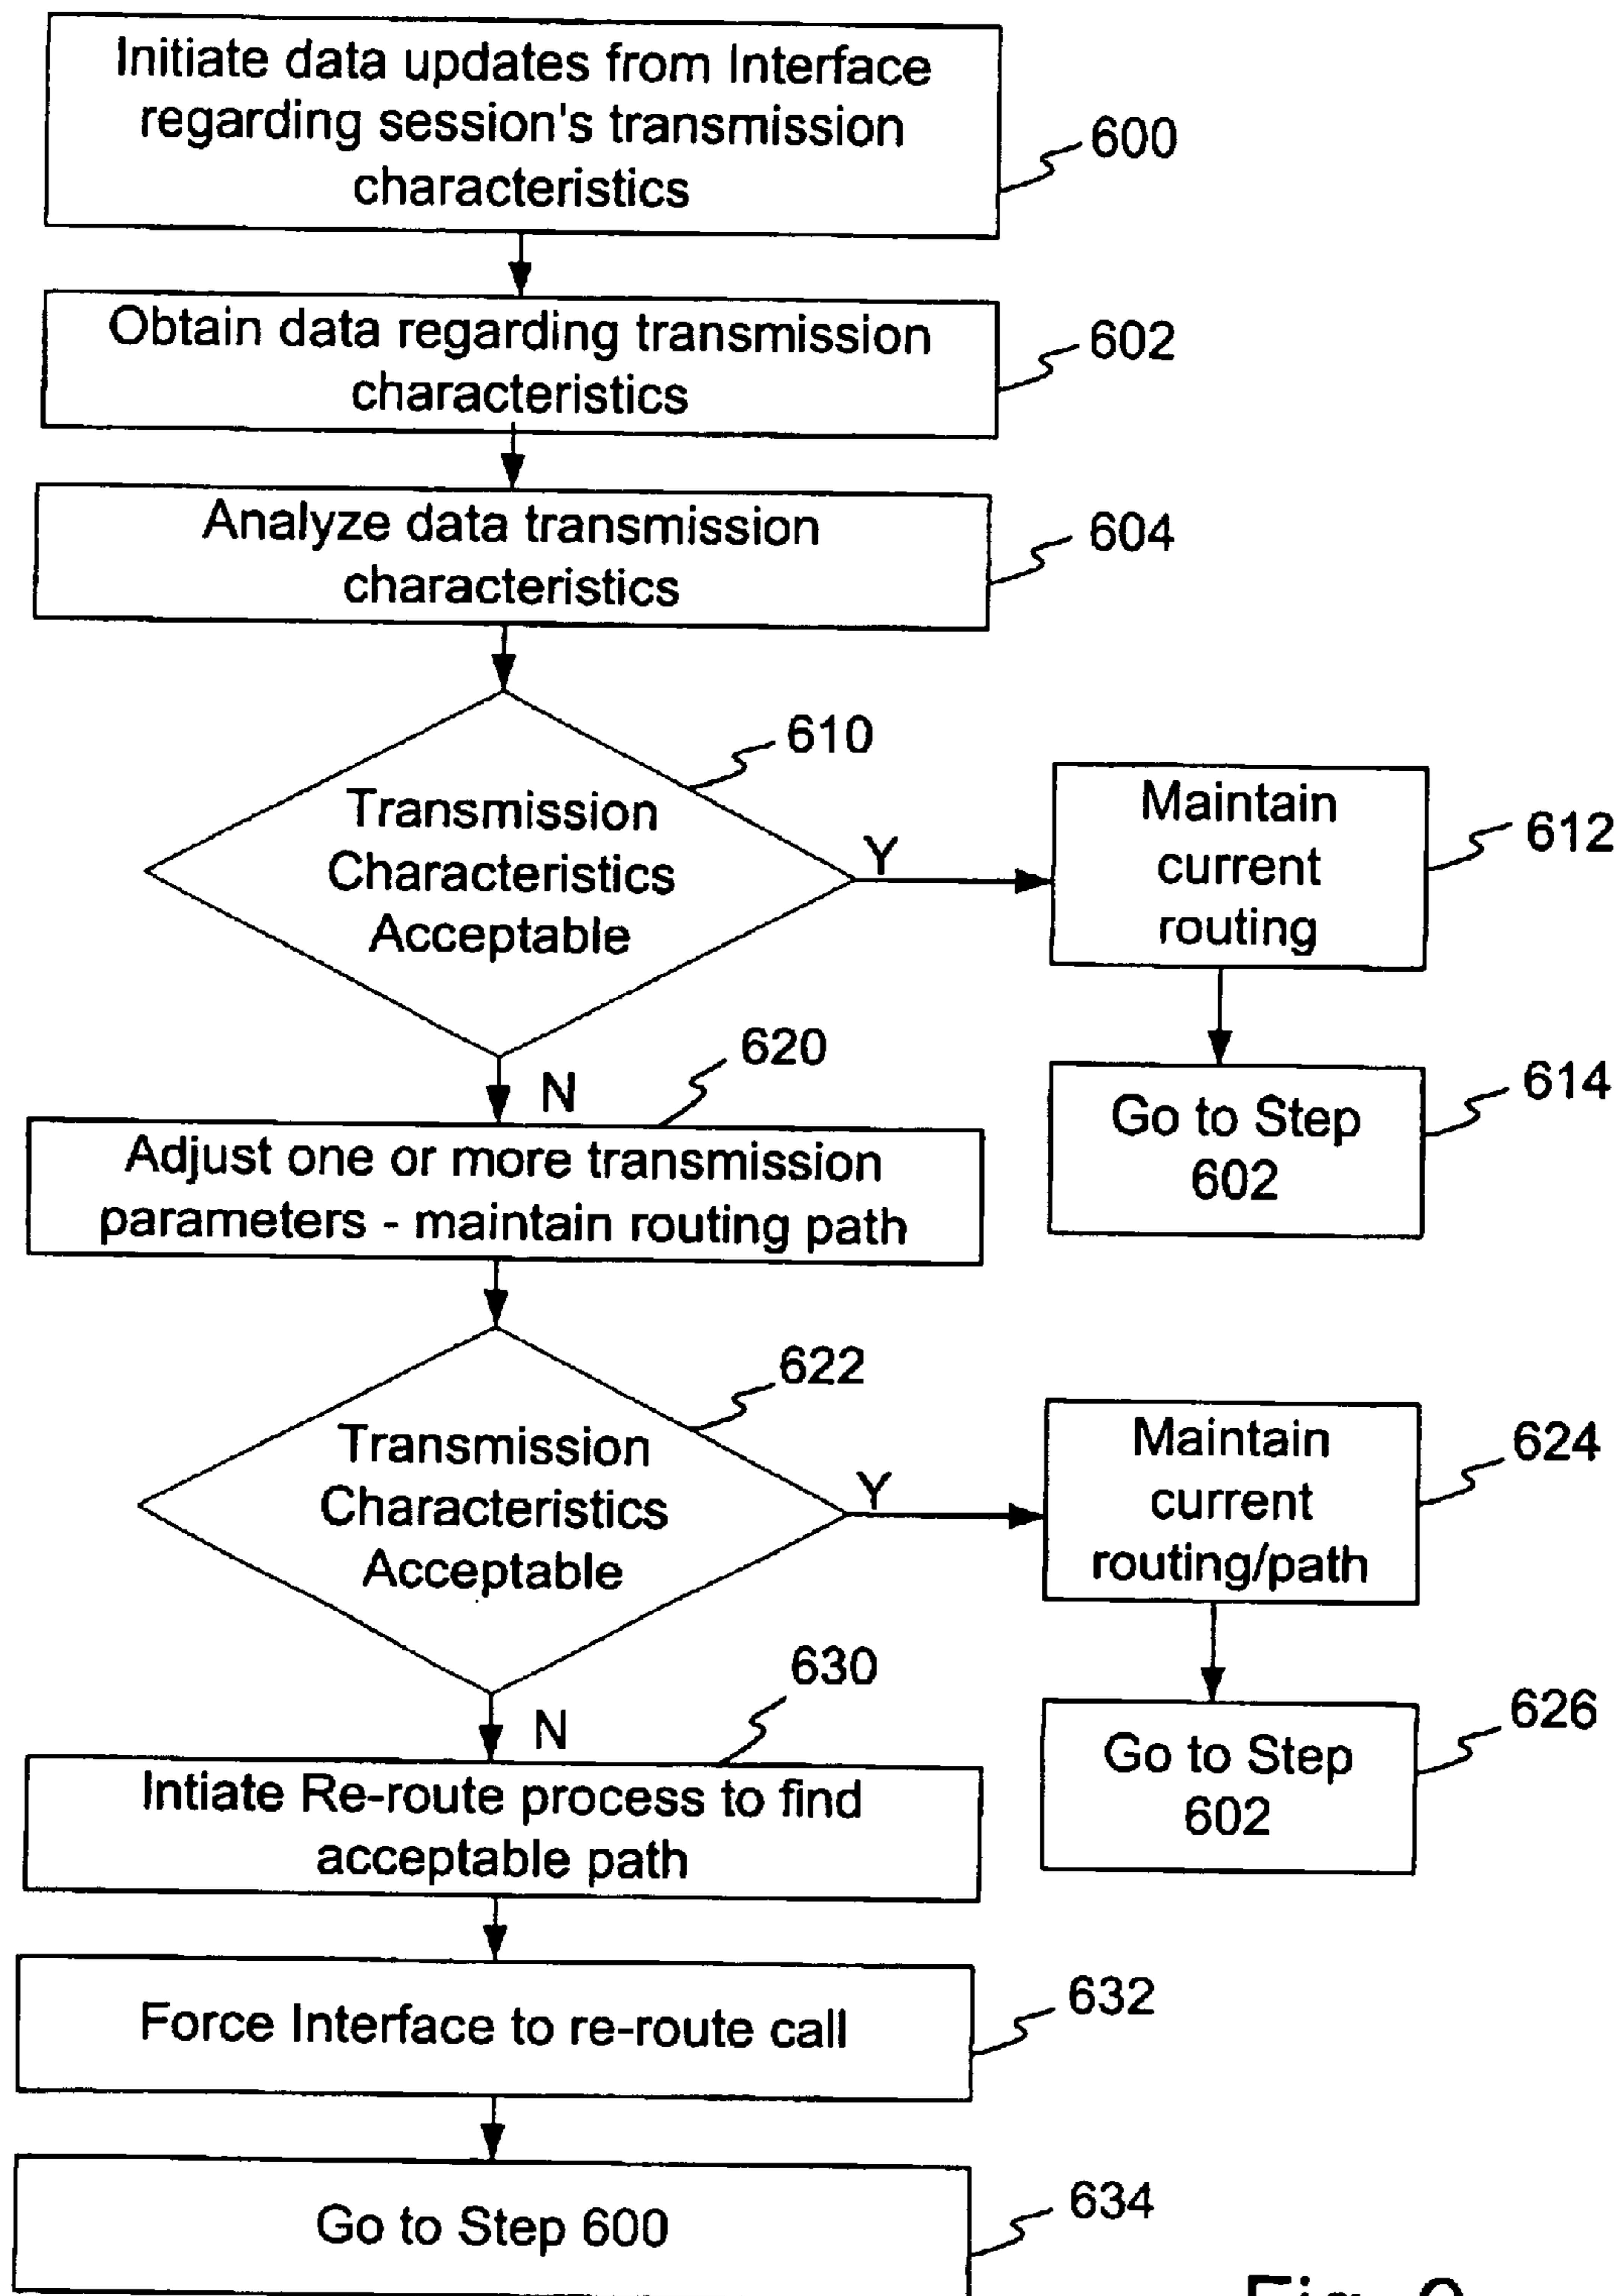 Initiate data updates from Interface
regarding session's transmission
characteristics
600
Obtain data regarding transmission
characteristics
602
Analyze data transmission
characteristics
604
610
Transmission
Characteristics
Acceptable
Y
Maintain
current
routing
612
Go to Step
602
614
N
620
Adjust one or more transmission
parameters - maintain routing path
622
Transmission
Characteristics
Acceptable
Y
Maintain
current
routing/path
624
Go to Step
602
626
N
630
Intiate Re-route process to find
acceptable path
Force Interface to re-route call
632
Go to Step 600
634
Fig